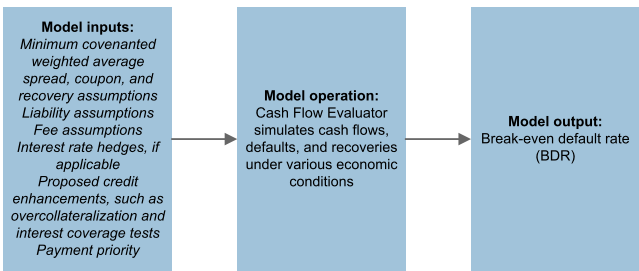 Model inputs:
Minimum covenanted
weighted average
spread, coupon, and
recovery assumptions
Liability assumptions
Fee assumptions
Interest rate hedges, if
applicable
Proposed credit
enhancements, such as
overcollateralization and
interest coverage tests
Payment priority
Model operation:
Cash Flow Evaluator
simulates cash flows,
defaults, and recoveries
under various economic
conditions
Model output:
Break-even default rate
(BDR)